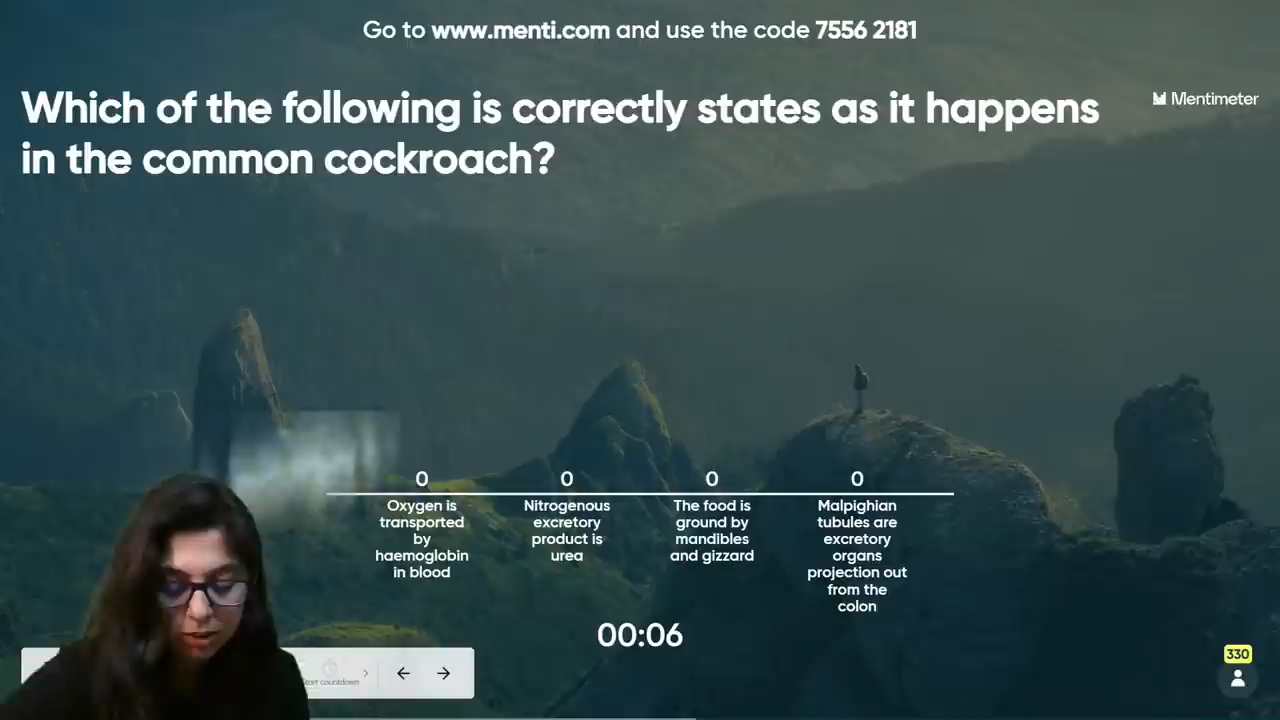 Go to www.menti.com and use the code 7556 2181
Which of the following is correctly states as it happens
in the common cockroach?
Mentimeter
0
0
0
0
Oxygen is
transported
by
haemoglobin
in blood
Nitrogenous
excretory
product is
urea
The food is
ground by
mandibles
and gizzard
Malpighian
tubules are
excretory
organs
projection out
from the
colon
00:06
countdown
330